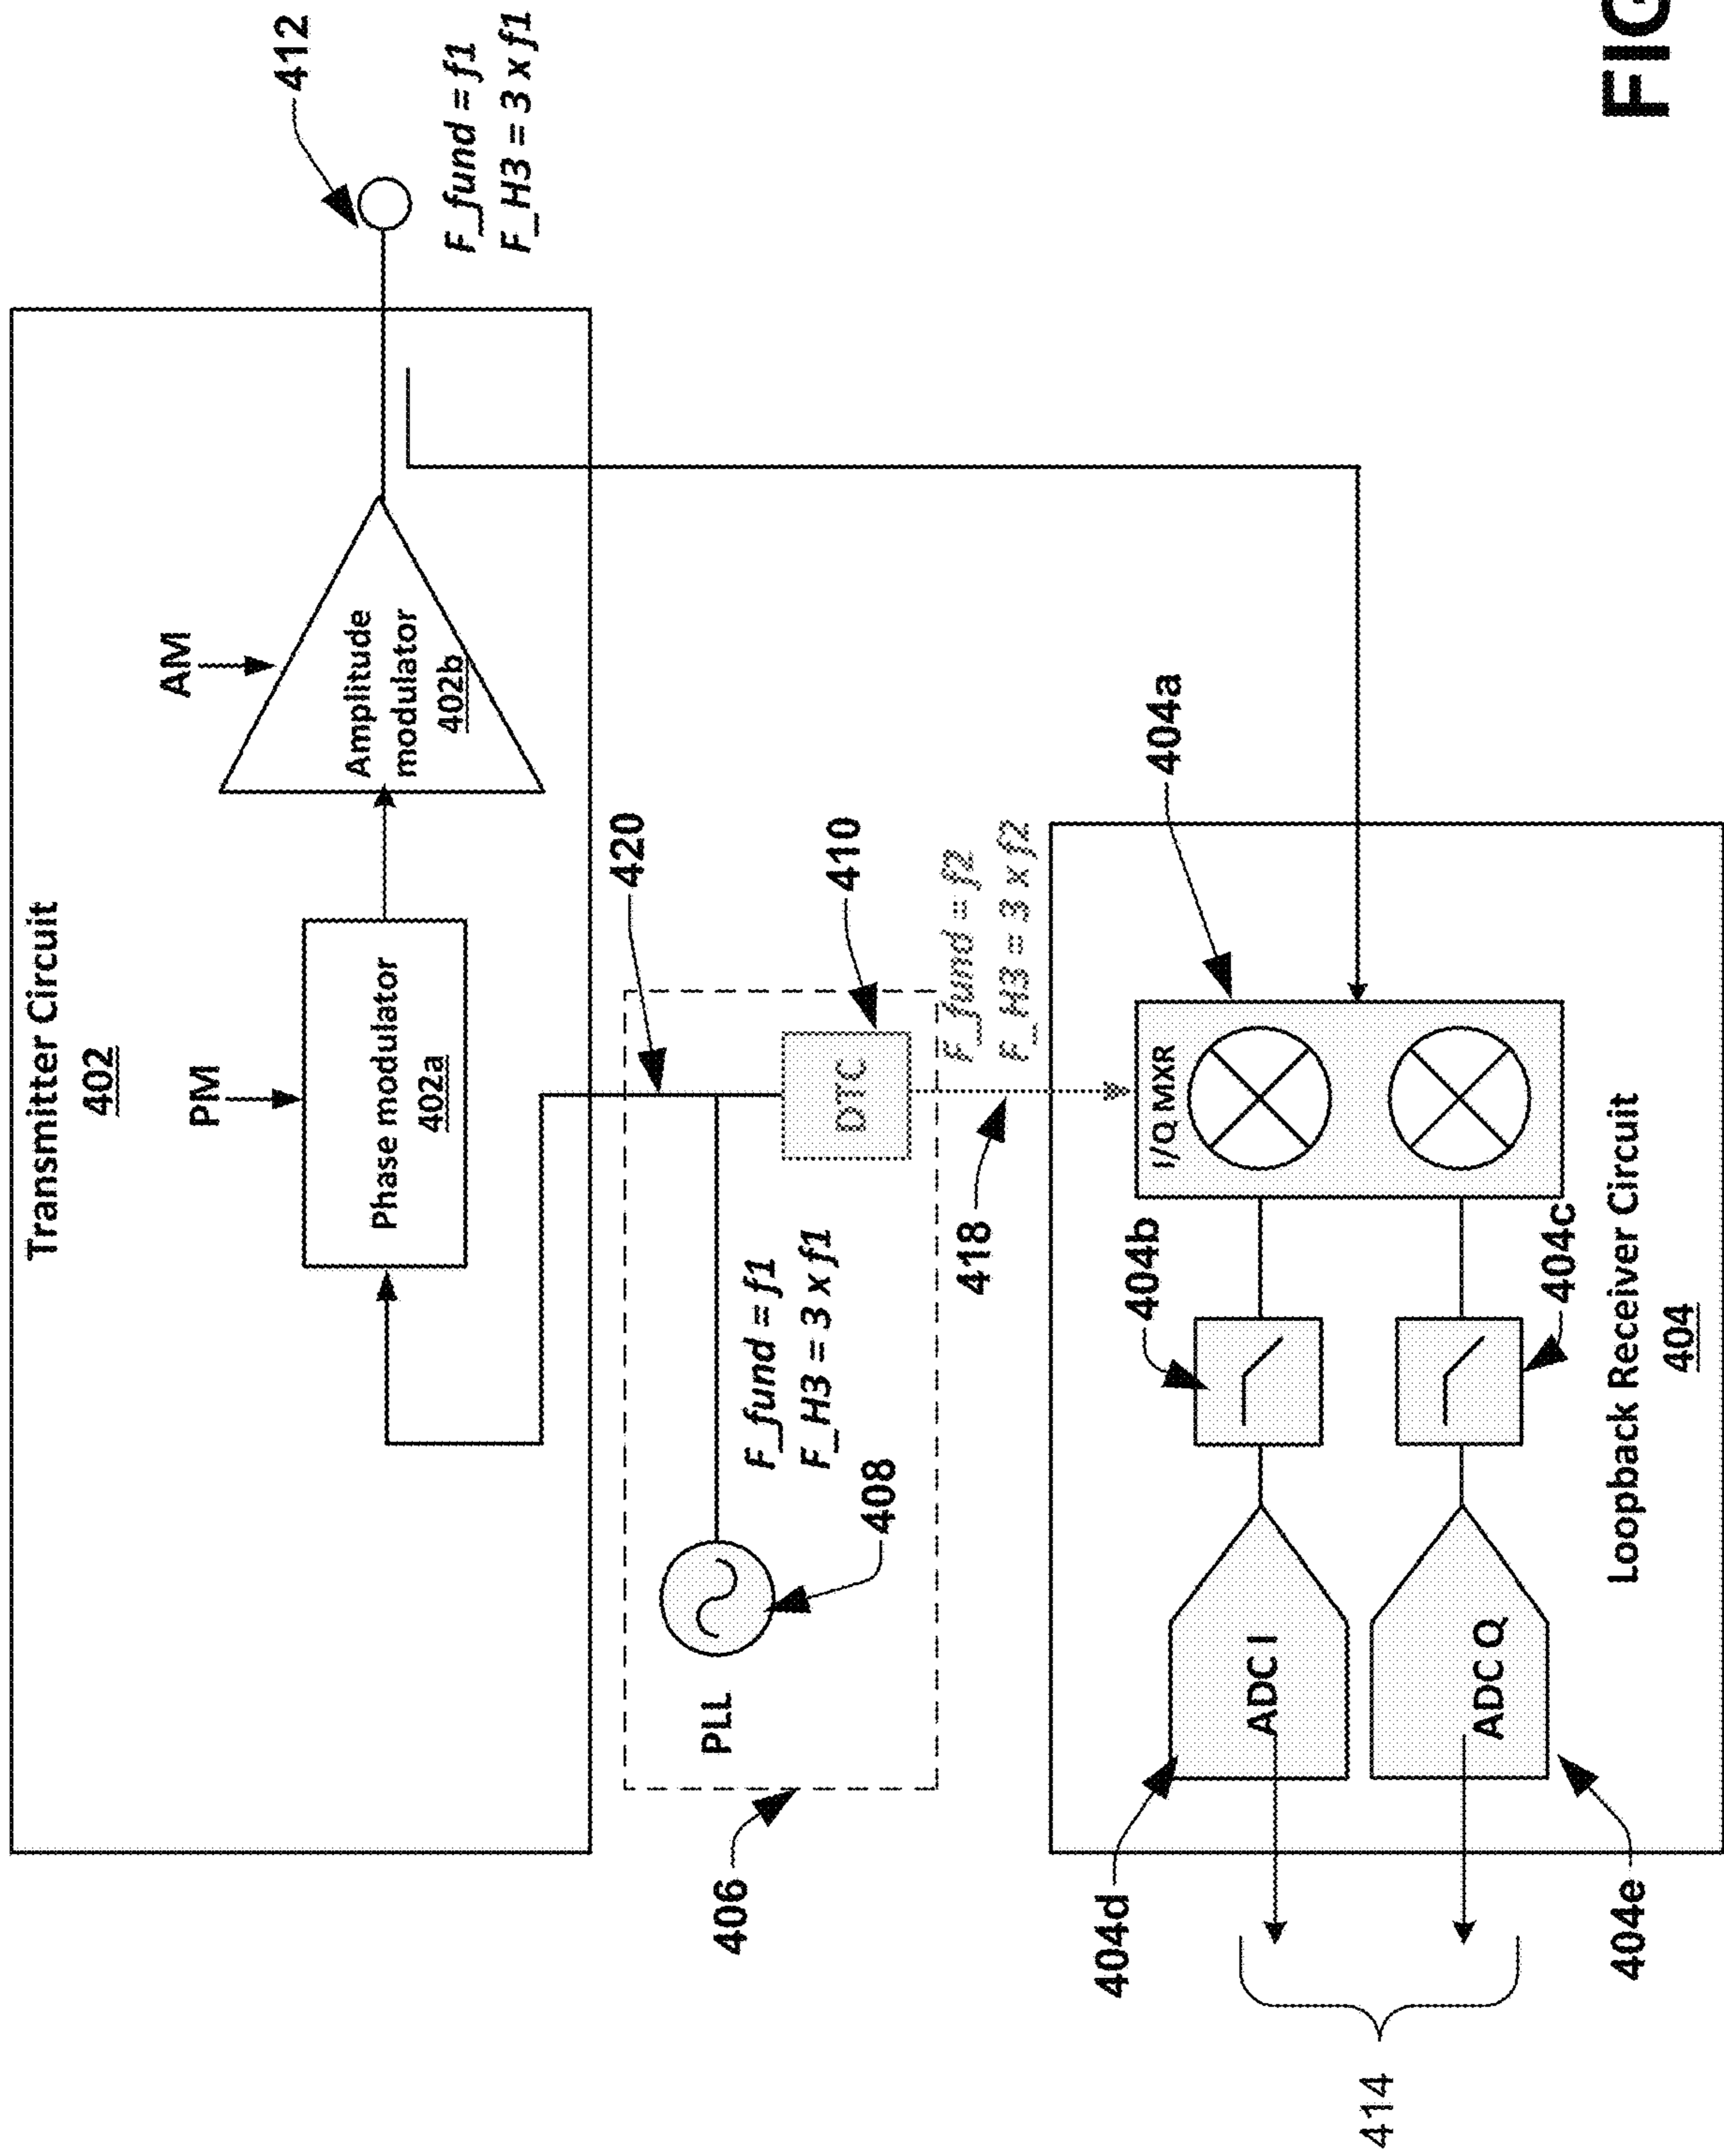 Transmitter Circuit
402
PM
AM
Phase modulator
402a
Amplitude
modulator
402b
412
F_fund = f1
F_H3 = 3 x f1
420
406
PLL
408
F_fund = f1
F_H3 = 3 x f1
DTC
410
418
F_fund = f2
F_H3 = 3 x f2
404a
I/Q MXR
404b
404c
ADC I
ADC Q
404d
404e
414
Loopback Receiver Circuit
404